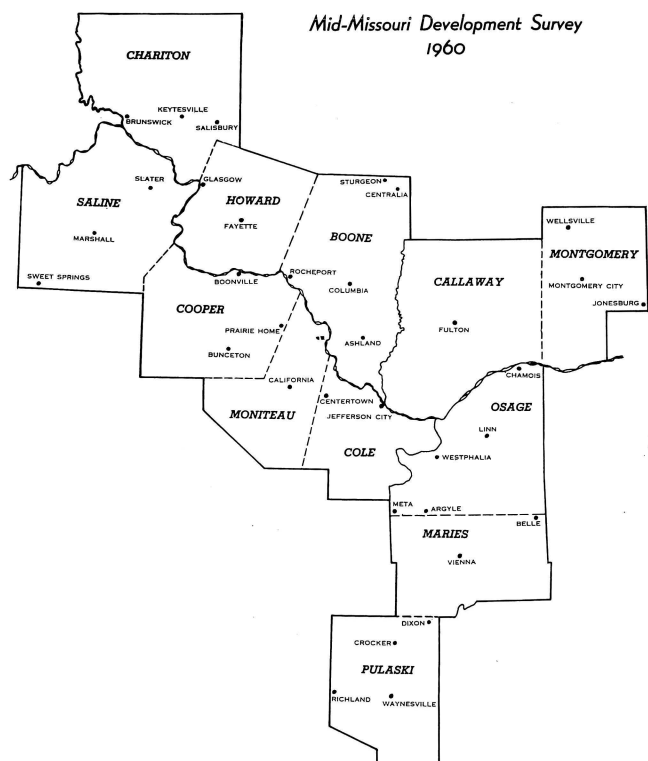 Mid-Missouri Development Survey
1960
CHARITON
KEYTESVILLE
BRUNSWICK
SALISBURY
STURGEON
CENTRALIA
SLATER
GLASGOW
SALINE
HOWARD
FAYETTE
WELLSVILLE
MARSHALL
BOONE
MONTGOMERY
SWEET SPRINGS
BOONVILLE
ROCHEPORT
COLUMBIA
CALLAWAY
MONTGOMERY CITY
JONESBURG
COOPER
PRAIRIE HOME
FULTON
BUNCETON
ASHLAND
CHAMOIS
CALIFORNIA
CENTERTOWN
JEFFERSON CITY
OSAGE
MONITEAU
LINN
COLE
WESTPHALIA
META
ARGYLE
BELLE
MARIES
VIENNA
DIXON
CROCKER
PULASKI
RICHLAND
WAYNESVILLE